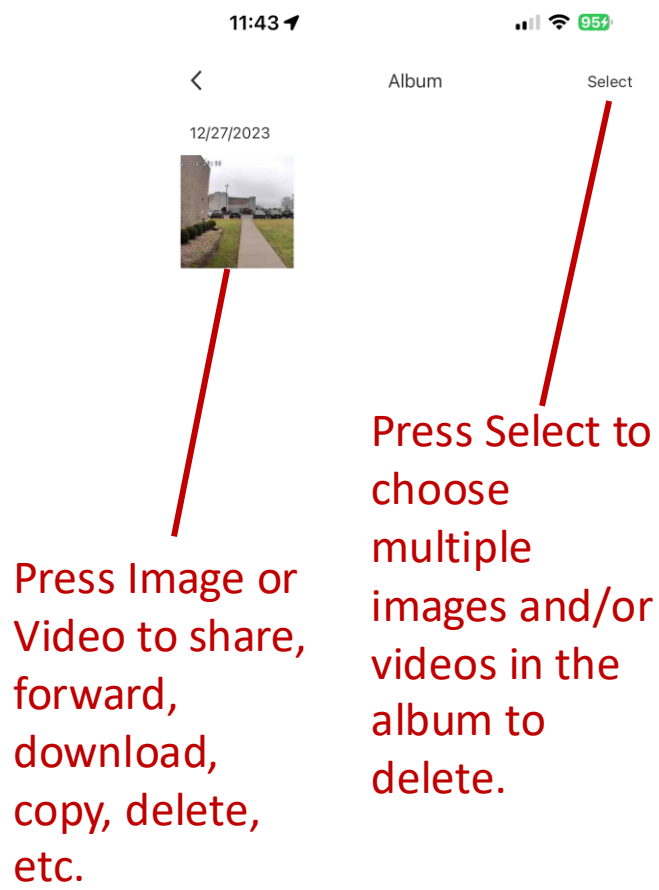 11:43
95
Album
Select
12/27/2023
Press Select to
choose
multiple
images and/or
videos in the
album to
delete.
Press Image or
Video to share,
forward,
download,
copy, delete,
etc.